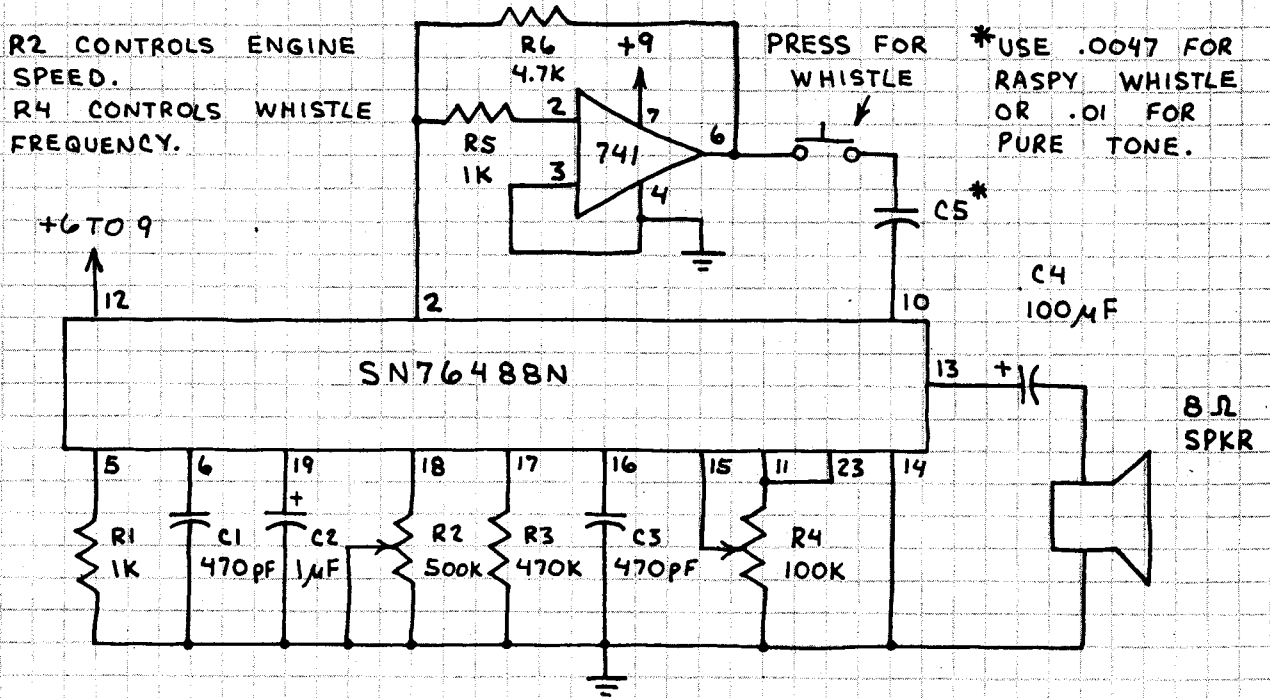 R2 CONTROLS ENGINE
SPEED.
R4 CONTROLS WHISTLE
FREQUENCY.
R6
4.7K
+9
PRESS FOR
WHISTLE
*USE .0047 FOR
RASPY WHISTLE
OR .01 FOR
PURE TONE.
R5
1K
2
3
741
7
4
6
C5*
+6 TO 9
12
2
10
C4
100µF
SN76488N
13
+
8Ω
SPKR
5
6
19
18
17
16
15
11
23
14
+
R1
1K
C1
470pF
C2
1µF
R2
500K
R3
470K
C3
470pF
R4
100K